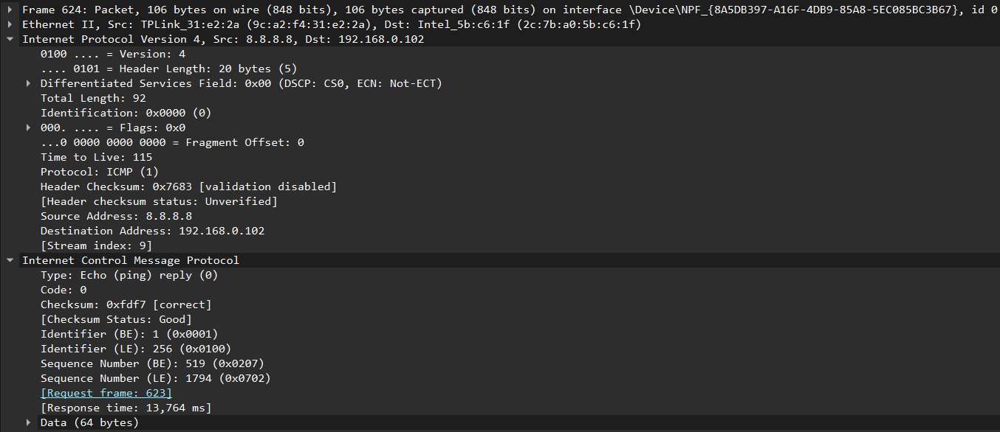 Frame 624: Packet, 106 bytes on wire (848 bits), 106 bytes captured (848 bits) on interface \Device\NPF_{8A5DB397-A16F-4DB9-85A8-5EC085BC3B67}, id 0
Ethernet II, Src: TPLink_31:e2:2a (9c:a2:f4:31:e2:2a), Dst: Intel_5b:c6:1f (2c:7b:a0:5b:c6:1f)
Internet Protocol Version 4, Src: 8.8.8.8, Dst: 192.168.0.102
0100 .... = Version: 4
.... 0101 = Header Length: 20 bytes (5)
Differentiated Services Field: 0x00 (DSCP: CS0, ECN: Not-ECT)
Total Length: 92
Identification: 0x0000 (0)
000. .... = Flags: 0x0
...0 0000 0000 0000 = Fragment Offset: 0
Time to Live: 115
Protocol: ICMP (1)
Header Checksum: 0x7683 [validation disabled]
[Header checksum status: Unverified]
Source Address: 8.8.8.8
Destination Address: 192.168.0.102
[Stream index: 9]
Internet Control Message Protocol
Type: Echo (ping) reply (0)
Code: 0
Checksum: 0xfdf7 [correct]
[Checksum Status: Good]
Identifier (BE): 1 (0x0001)
Identifier (LE): 256 (0x0100)
Sequence Number (BE): 519 (0x0207)
Sequence Number (LE): 1794 (0x0702)
[Request frame: 623]
[Response time: 13,764 ms]
Data (64 bytes)